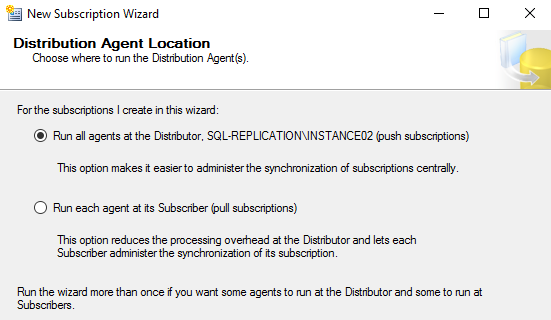 New Subscription Wizard
Distribution Agent Location
Choose where to run the Distribution Agent(s).
For the subscriptions I create in this wizard:
Run all agents at the Distributor, SQL-REPLICATION\INSTANCE02 (push subscriptions)
This option makes it easier to administer the synchronization of subscriptions centrally.
Run each agent at its Subscriber (pull subscriptions)
This option reduces the processing overhead at the Distributor and lets each
Subscriber administer the synchronization of its subscription.
Run the wizard more than once if you want some agents to run at the Distributor and some to run at
Subscribers.